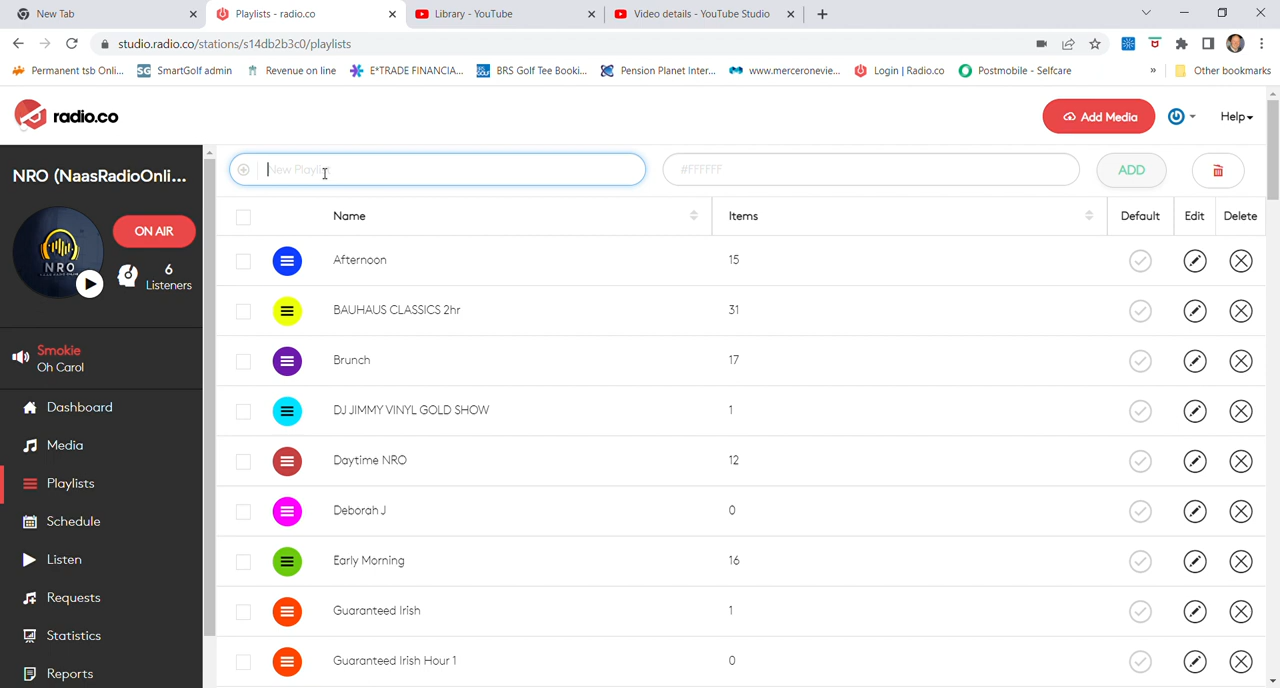 New Tab
Playlists - radio.co
Library - YouTube
Video details - YouTube Studio
studio.radio.co/stations/s14db2b3c0/playlists
Permanent tsb Onli...
SG SmartGolf admin
Revenue on line
E*TRADE FINANCIA...
BRS Golf Tee Booki...
Pension Planet Inter...
www.merceronevie...
Login | Radio.co
Postmobile - Selfcare
»
Other bookmarks
radio.co
Add Media
Help
NRO (NaasRadioOnli...
NRO
ON AIR
6
Listeners
Smokie
Oh Carol
Dashboard
Media
Playlists
Schedule
Listen
Requests
Statistics
Reports
New Playlist
#FFFFFF
ADD
Name Items Default Edit Delete
Afternoon 15
BAUHAUS CLASSICS 2hr 31
Brunch 17
DJ JIMMY VINYL GOLD SHOW 1
Daytime NRO 12
Deborah J 0
Early Morning 16
Guaranteed Irish 1
Guaranteed Irish Hour 1 0